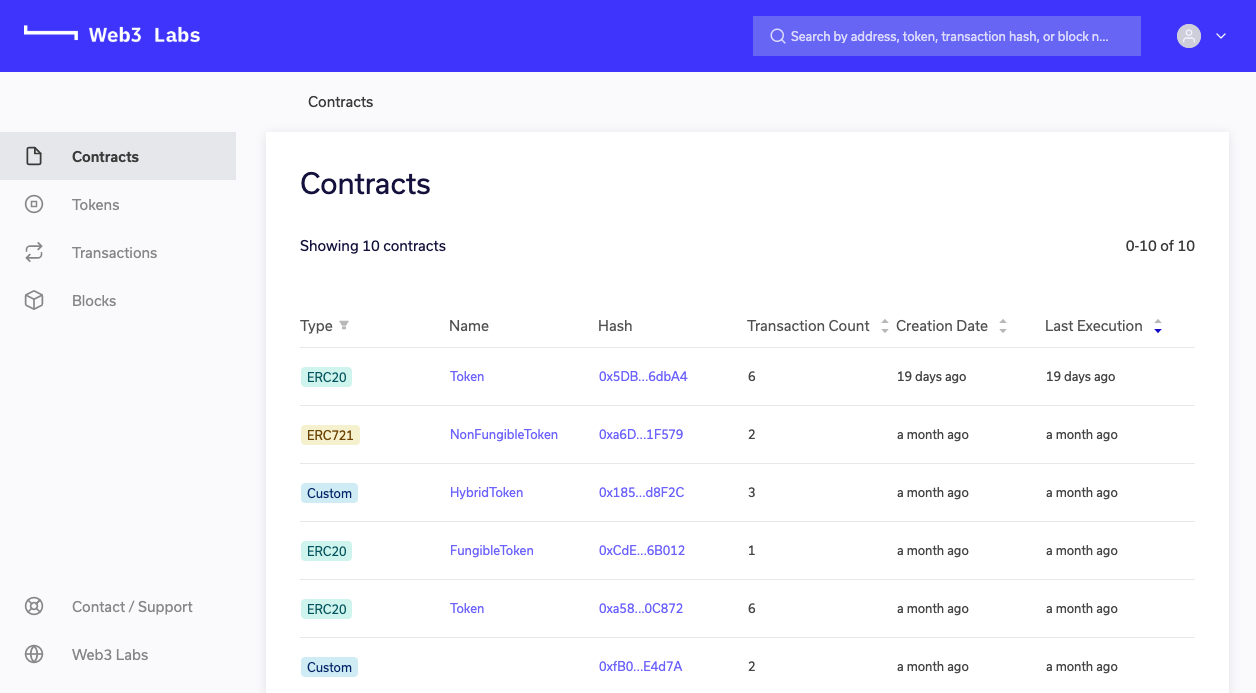 Web3 Labs
Search by address, token, transaction hash, or block n...
Contracts
Contracts
Tokens
Transactions
Blocks
Contact / Support
Web3 Labs
Contracts
Showing 10 contracts
0-10 of 10
Type Name Hash Transaction Count Creation Date Last Execution
ERC20 Token 0x5DB...6dbA4 6 19 days ago 19 days ago
ERC721 NonFungibleToken 0xa6D...1F579 2 a month ago a month ago
Custom HybridToken 0x185...d8F2C 3 a month ago a month ago
ERC20 FungibleToken 0xCdE...6B012 1 a month ago a month ago
ERC20 Token 0xa58...0C872 6 a month ago a month ago
Custom 0xfB0...E4d7A 2 a month ago a month ago